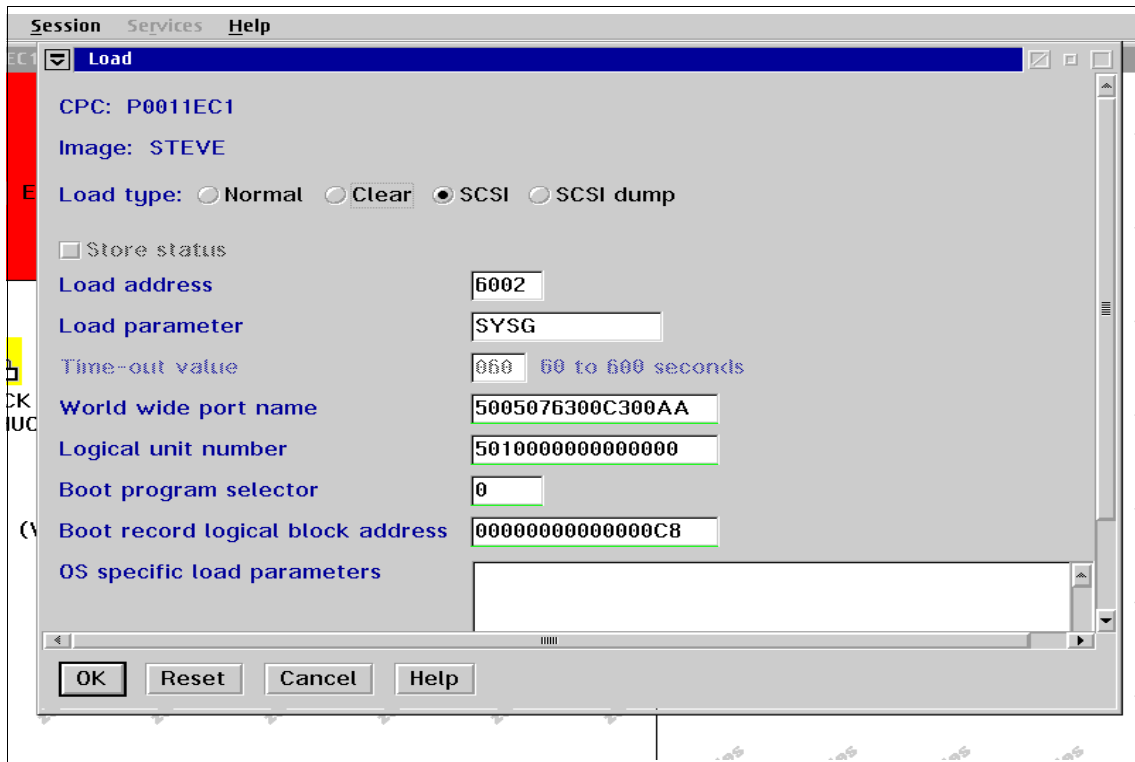 Session Services Help
EC1
Load
CPC: P0011EC1
Image: STEVE
E
Load type: Normal Clear SCSI SCSI dump
Store status
Load address 6002
Load parameter SYSG
Time-out value 060 60 to 600 seconds
CK
World wide port name 5005076300C300AA
Logical unit number 5010000000000000
Boot program selector 0
Boot record logical block address 00000000000000C8
OS specific load parameters
OK Reset Cancel Help